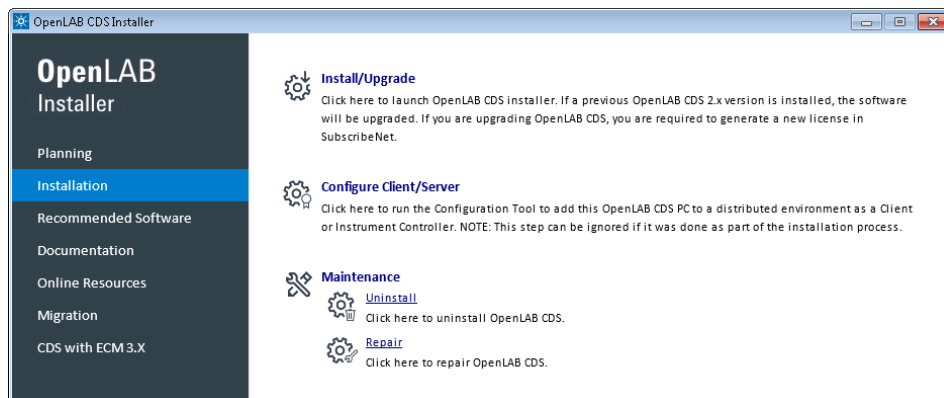 OpenLAB CDS Installer
OpenLAB
Installer
Planning
Installation
Recommended Software
Documentation
Online Resources
Migration
CDS with ECM 3.X
Install/Upgrade
Click here to launch OpenLAB CDS installer. If a previous OpenLAB CDS 2.x version is installed, the software
will be upgraded. If you are upgrading OpenLAB CDS, you are required to generate a new license in
SubscribeNet.
Configure Client/Server
Click here to run the Configuration Tool to add this OpenLAB CDS PC to a distributed environment as a Client
or Instrument Controller. NOTE: This step can be ignored if it was done as part of the installation process.
Maintenance
Uninstall
Click here to uninstall OpenLAB CDS.
Repair
Click here to repair OpenLAB CDS.